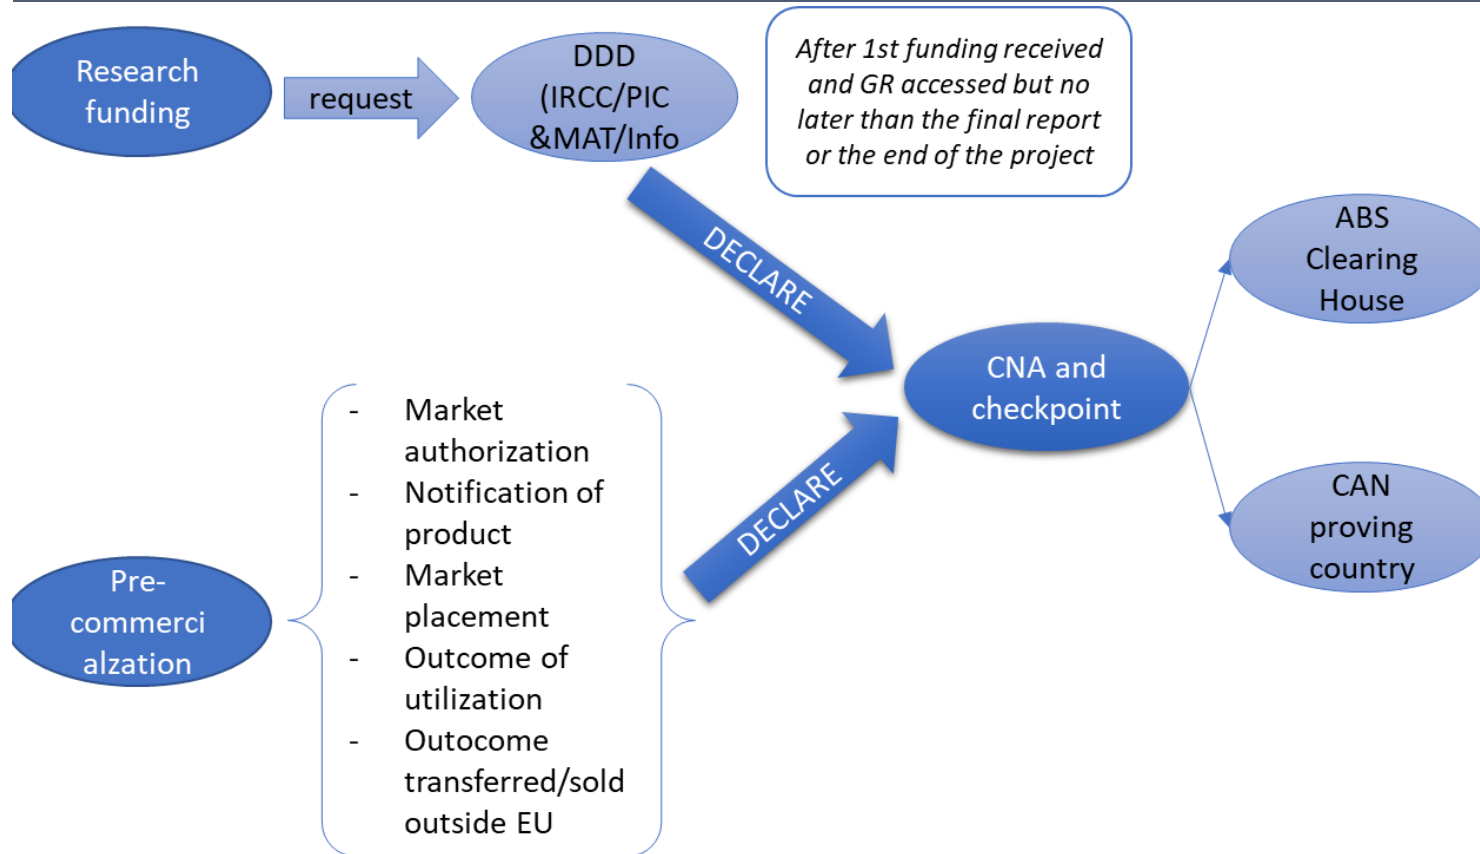 Research
funding
request
DDD
(IRCC/PIC
&MAT/Info
After 1st funding received
and GR accessed but no
later than the final report
or the end of the project
DECLARE
ABS
Clearing
House
CNA and
checkpoint
- Market
authorization
- Notification of
product
- Market
placement
- Outcome of
utilization
- Outocome
transferred/sold
outside EU
DECLARE
CAN
proving
country
Pre-
commerci
alzation